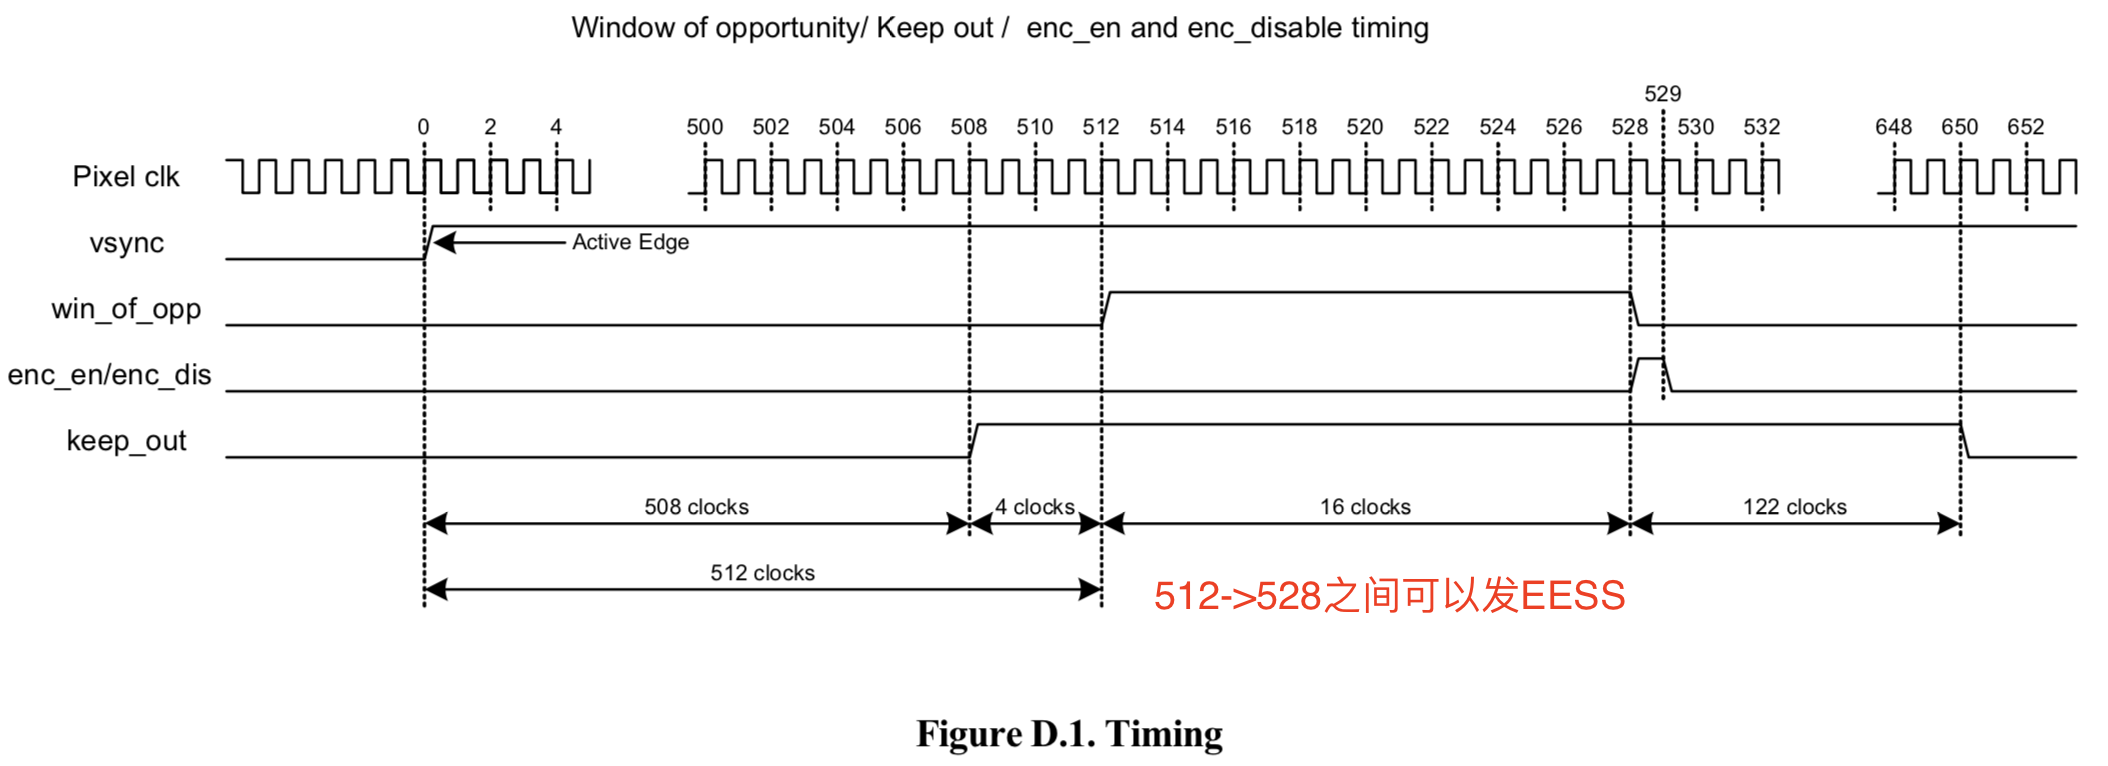 Window of opportunity/ Keep out / enc_en and enc_disable timing
529
0 2 4 500 502 504 506 508 510 512 514 516 518 520 522 524 526 528 530 532 648 650 652
Pixel clk
vsync
Active Edge
win_of_opp
enc_en/enc_dis
keep_out
508 clocks 4 clocks 16 clocks 122 clocks
512 clocks
512->528之间可以发EESS
Figure D.1. Timing